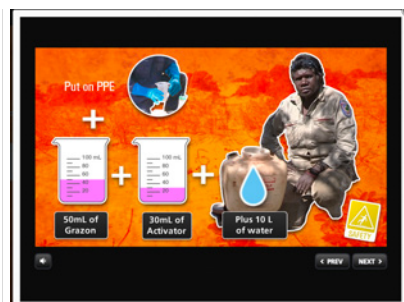 Put on PPE
100 mL
80
60
40
20
100 mL
80
60
40
20
50mL of
Grazon
30mL of
Activator
Plus 10 L
of water
SAFETY
< PREV
NEXT >